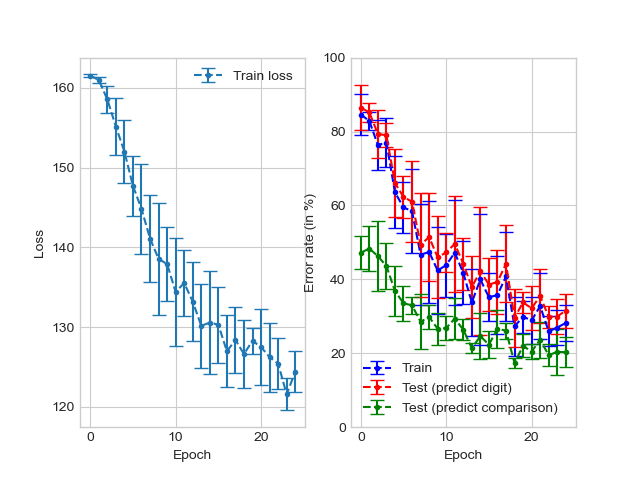 Train loss
160
150
140
130
120
0
10
20
Loss
Epoch
100
80
60
40
20
0
0
10
20
Error rate (in %)
Epoch
Train
Test (predict digit)
Test (predict comparison)